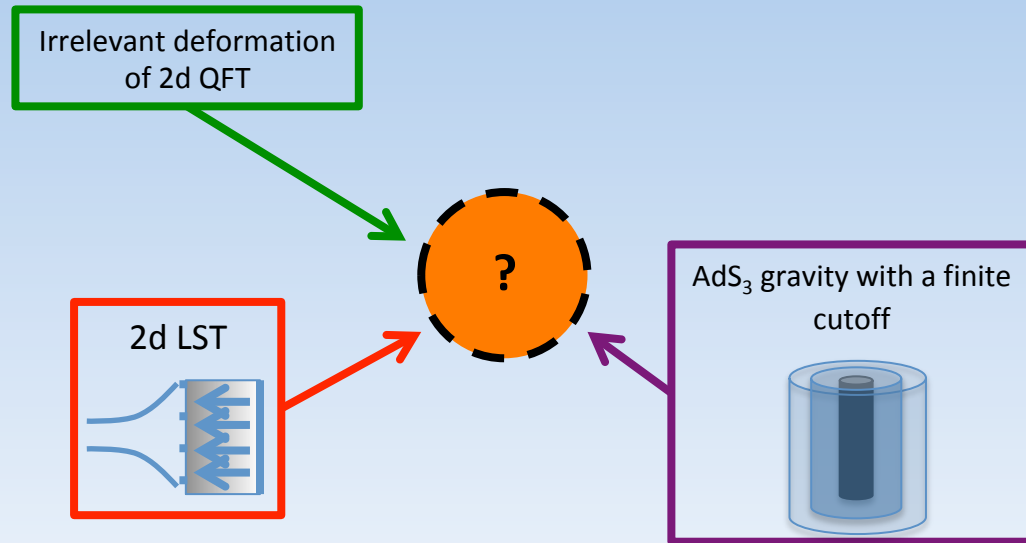 Irrelevant deformation
of 2d QFT
?
2d LST
AdS₃ gravity with a finite
cutoff